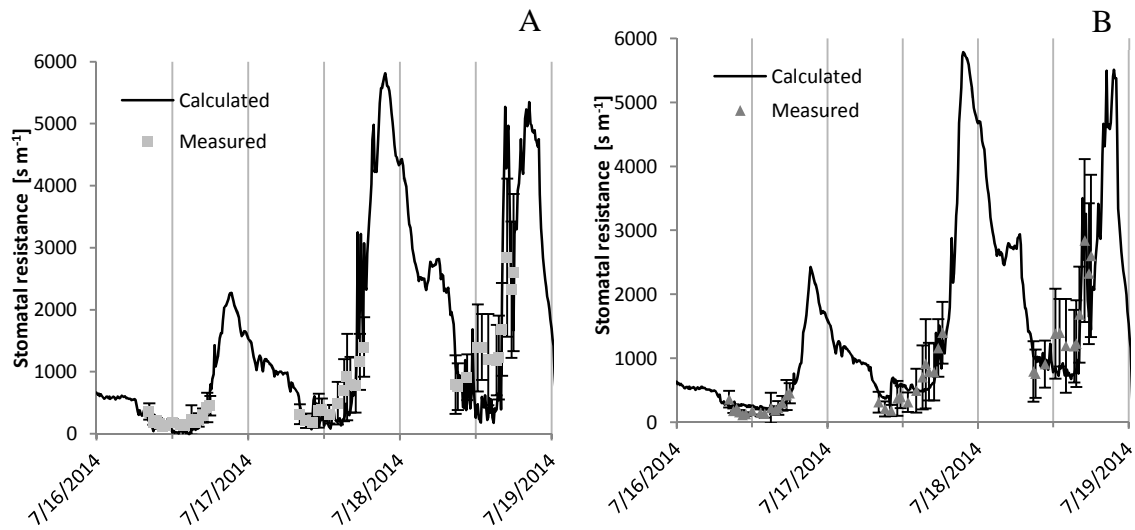 A
6000
5000
4000
3000
2000
1000
0
Stomatal resistance [s m-1]
Calculated
Measured
7/16/2014
7/17/2014
7/18/2014
7/19/2014
B
6000
5000
4000
3000
2000
1000
0
Stomatal resistance [s m-1]
Calculated
Measured
7/16/2014
7/17/2014
7/18/2014
7/19/2014